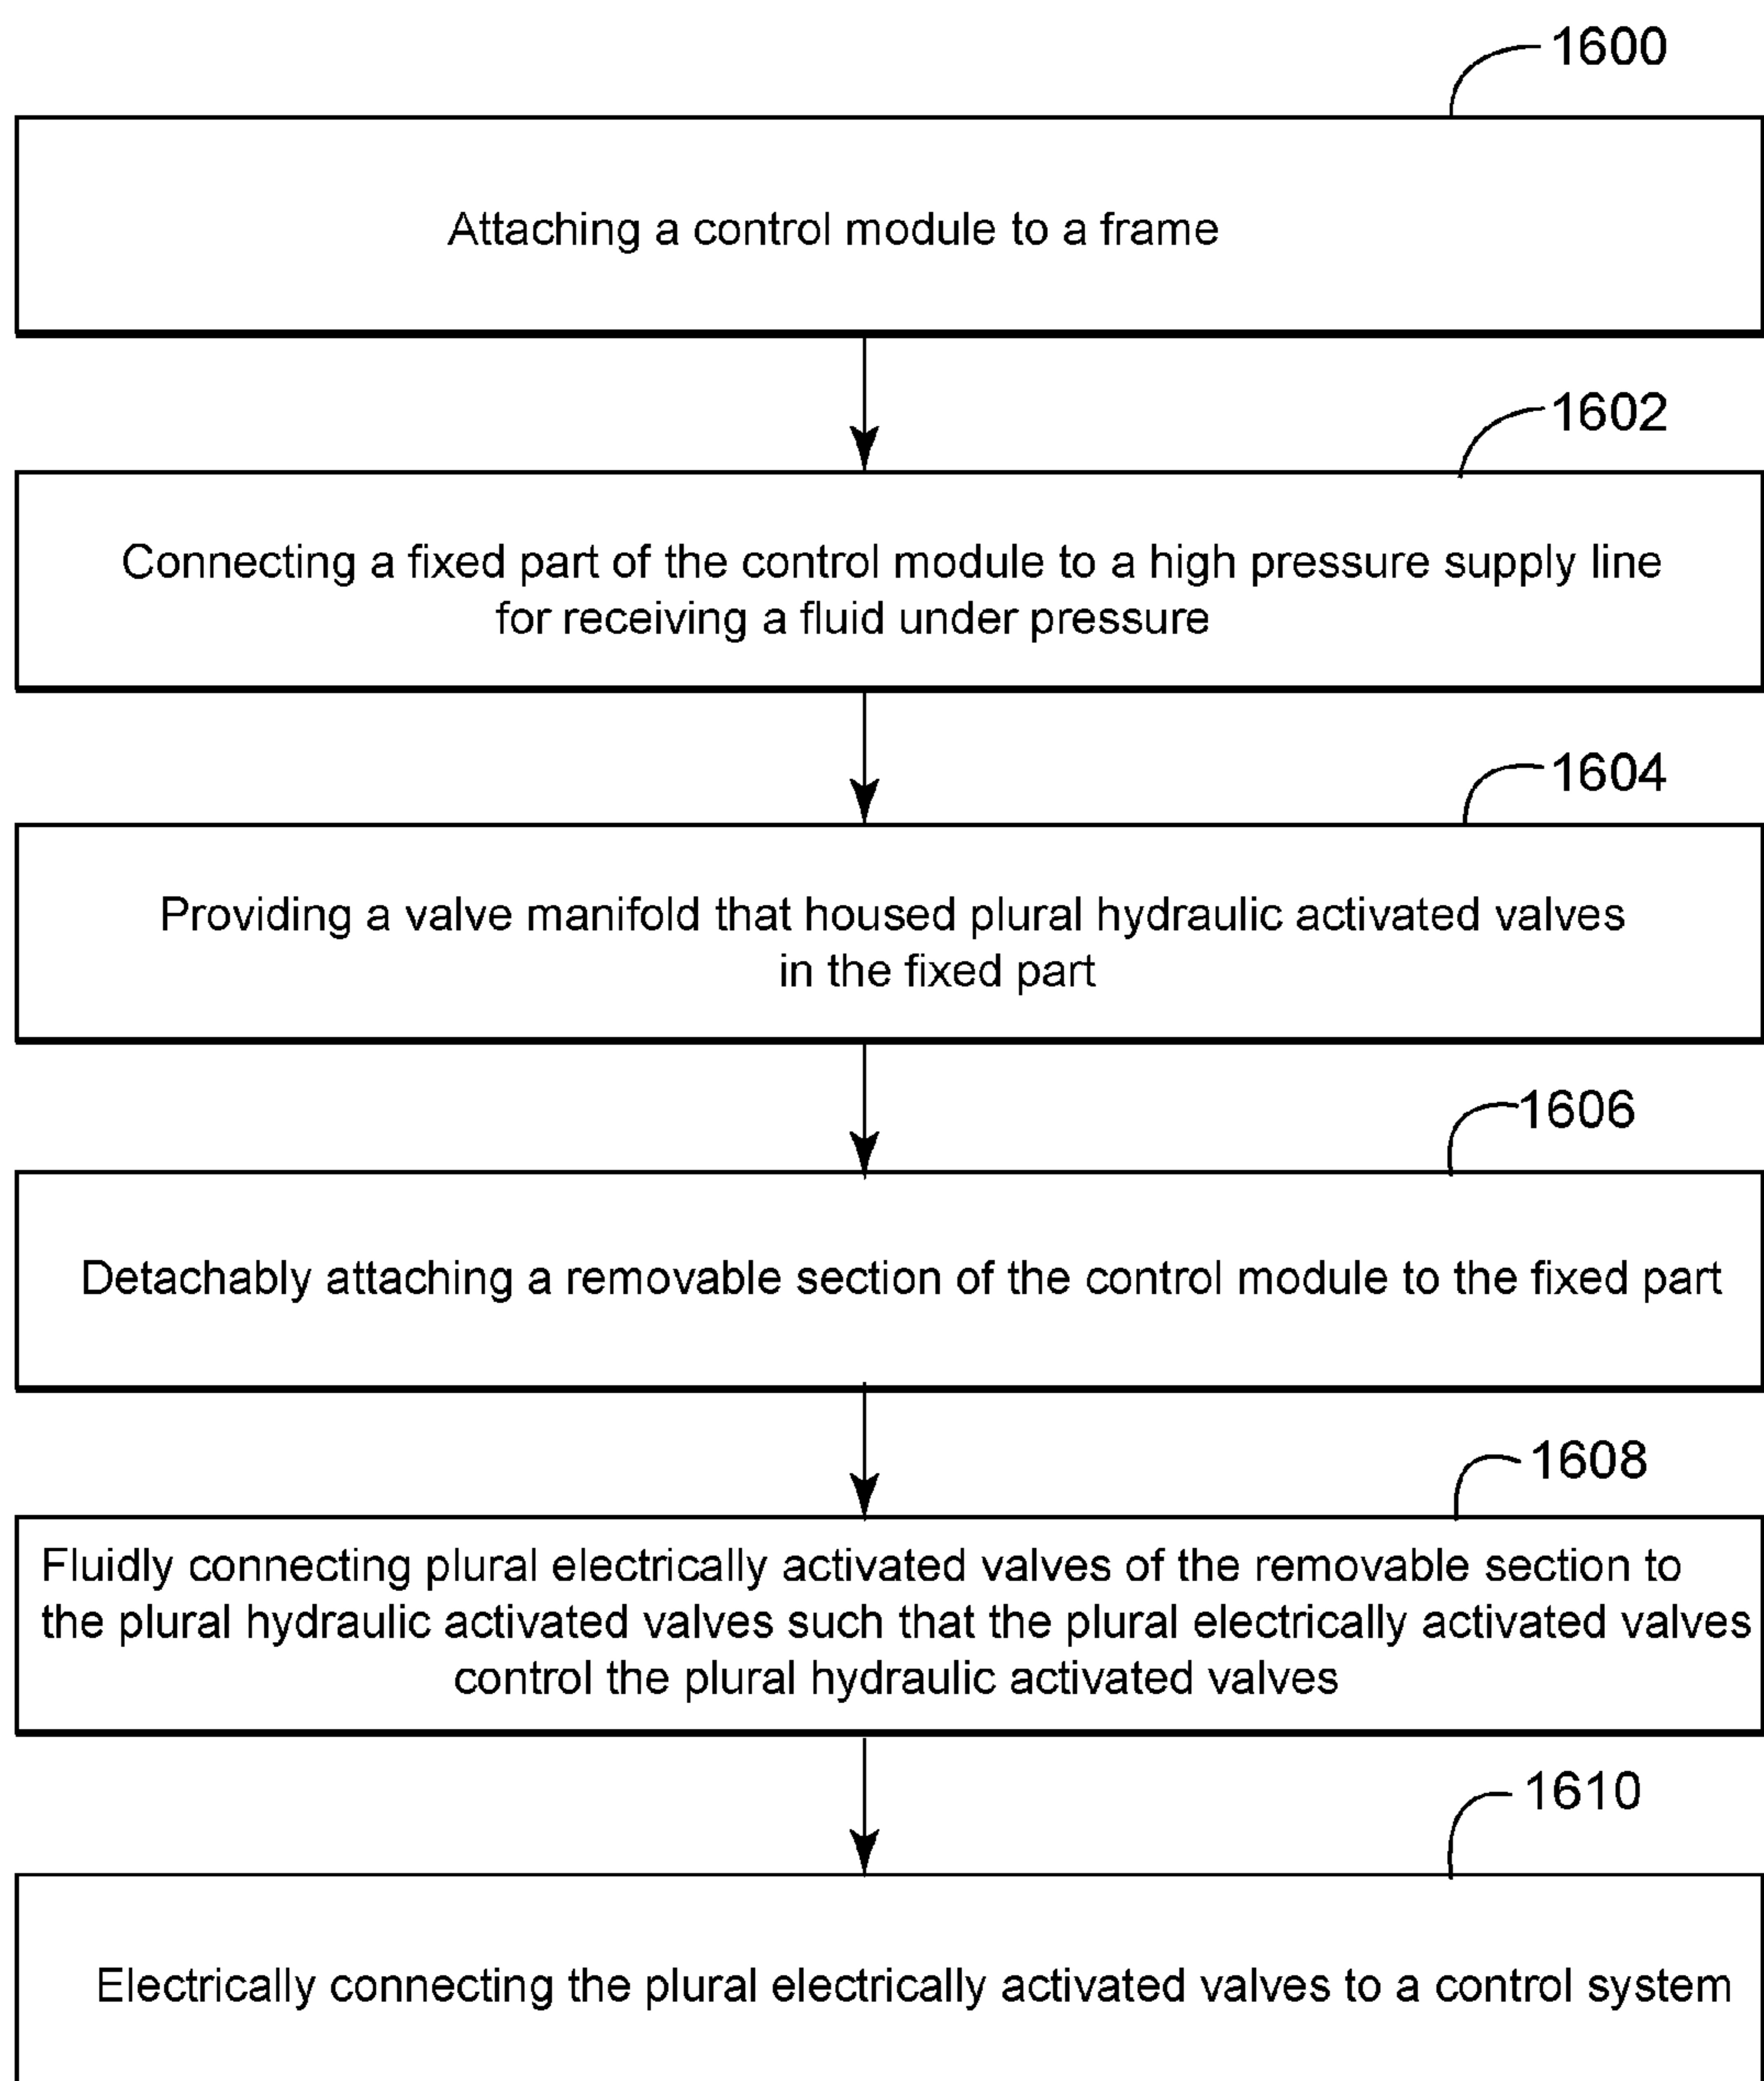 1600
Attaching a control module to a frame
1602
Connecting a fixed part of the control module to a high pressure supply line
for receiving a fluid under pressure
1604
Providing a valve manifold that housed plural hydraulic activated valves
in the fixed part
1606
Detachably attaching a removable section of the control module to the fixed part
1608
Fluidly connecting plural electrically activated valves of the removable section to
the plural hydraulic activated valves such that the plural electrically activated valves
control the plural hydraulic activated valves
1610
Electrically connecting the plural electrically activated valves to a control system